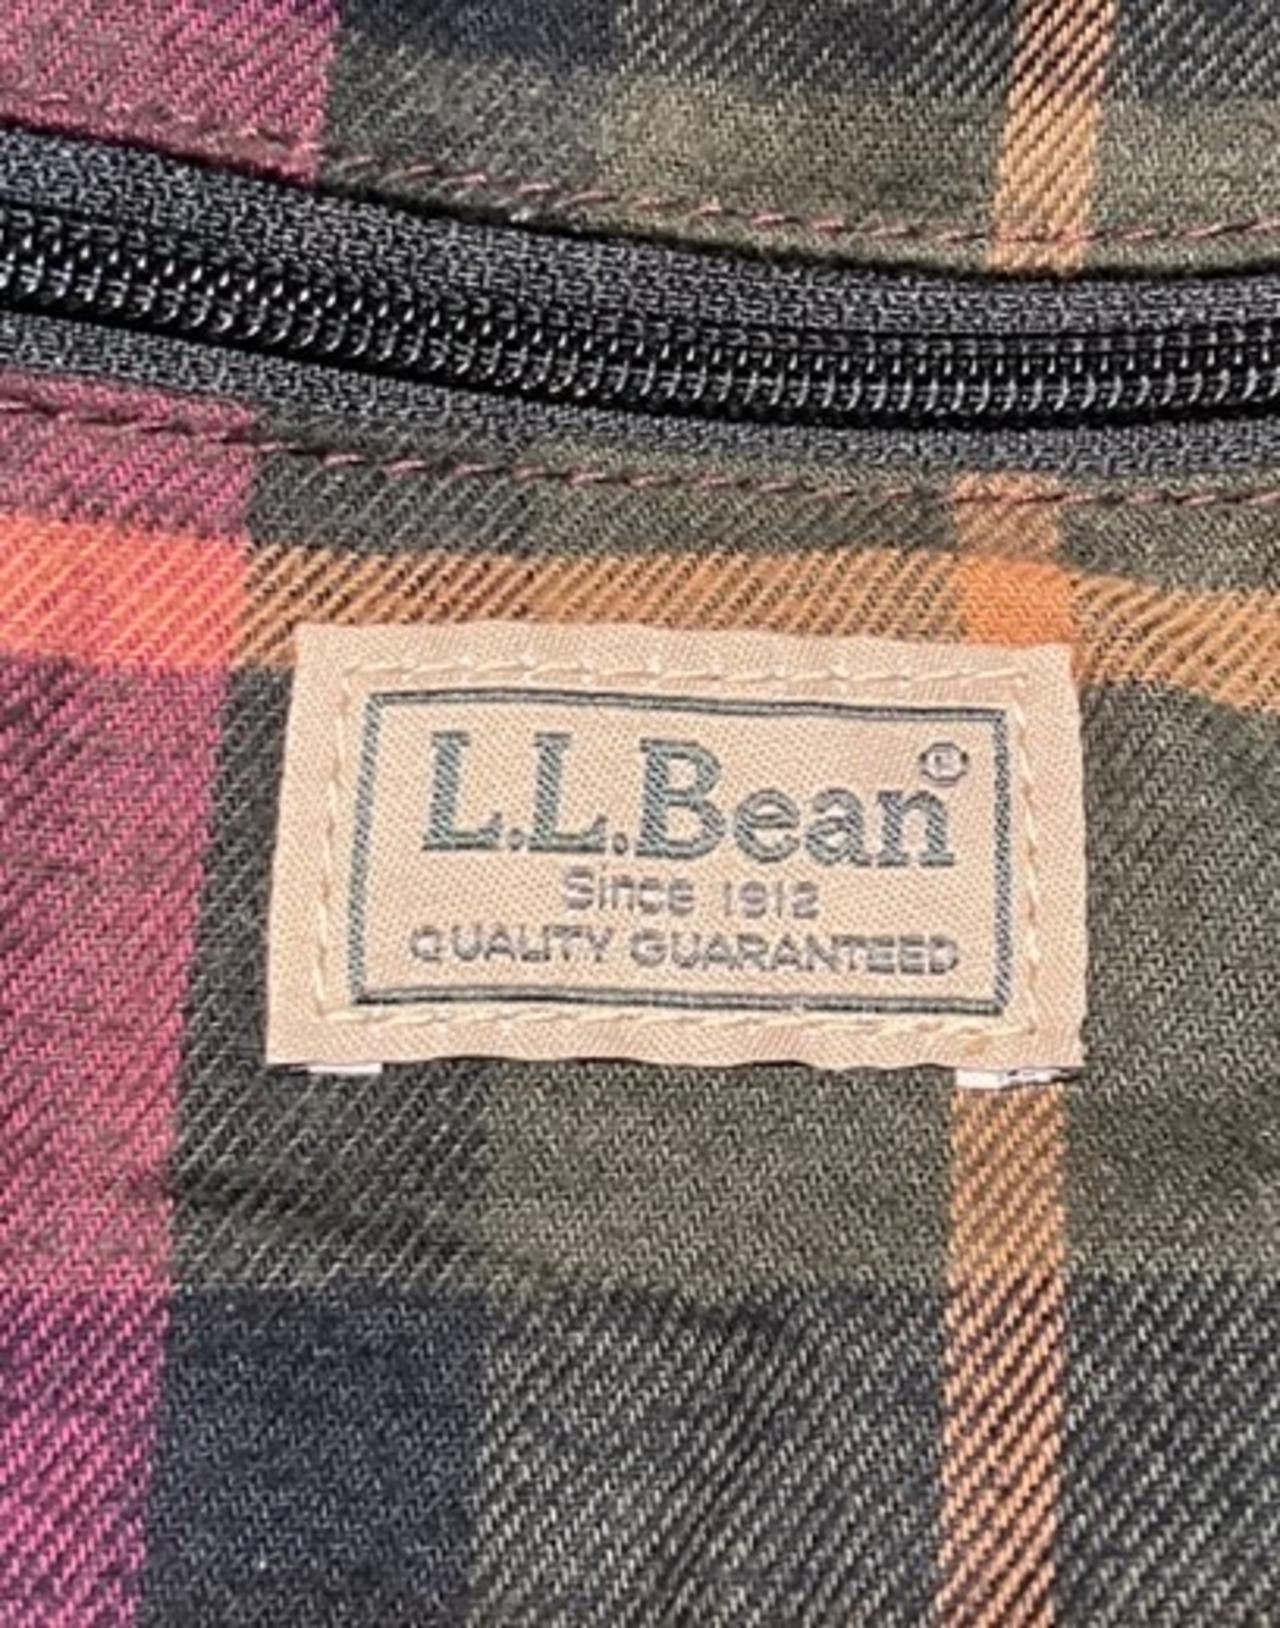 L.L.Bean®
Since 1912
QUALITY GUARANTEED